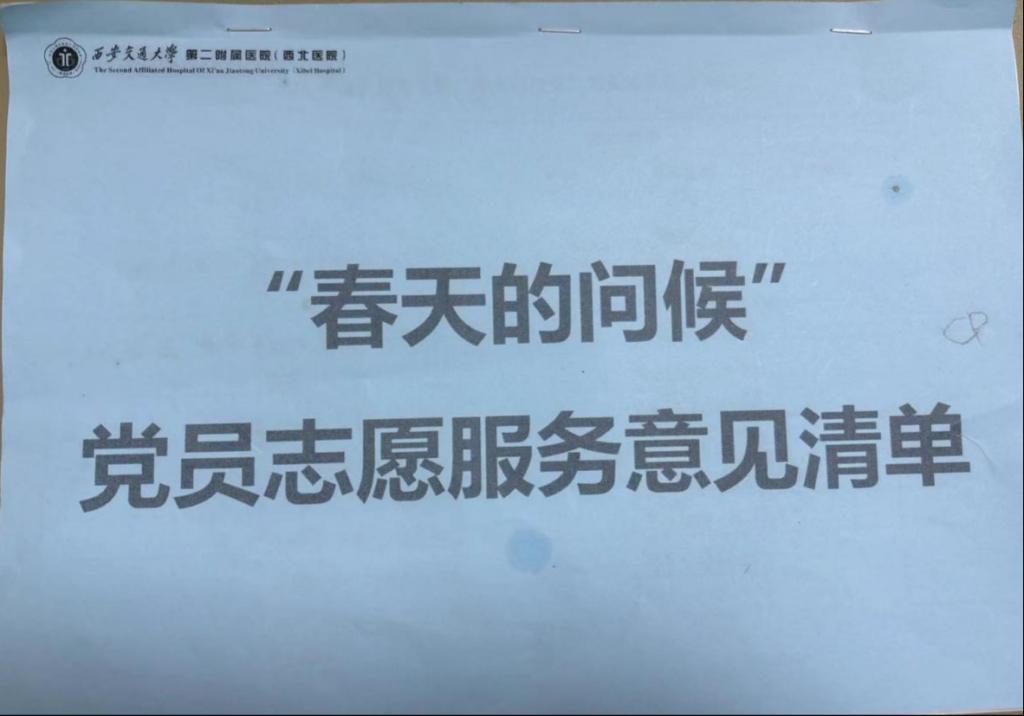 西安交通大学 第二附属医院(西北医院)
The Second Affiliated Hospital Of Xi'an Jiaotong University (Xibei Hospital)
“春天的问候”
党员志愿服务意见清单